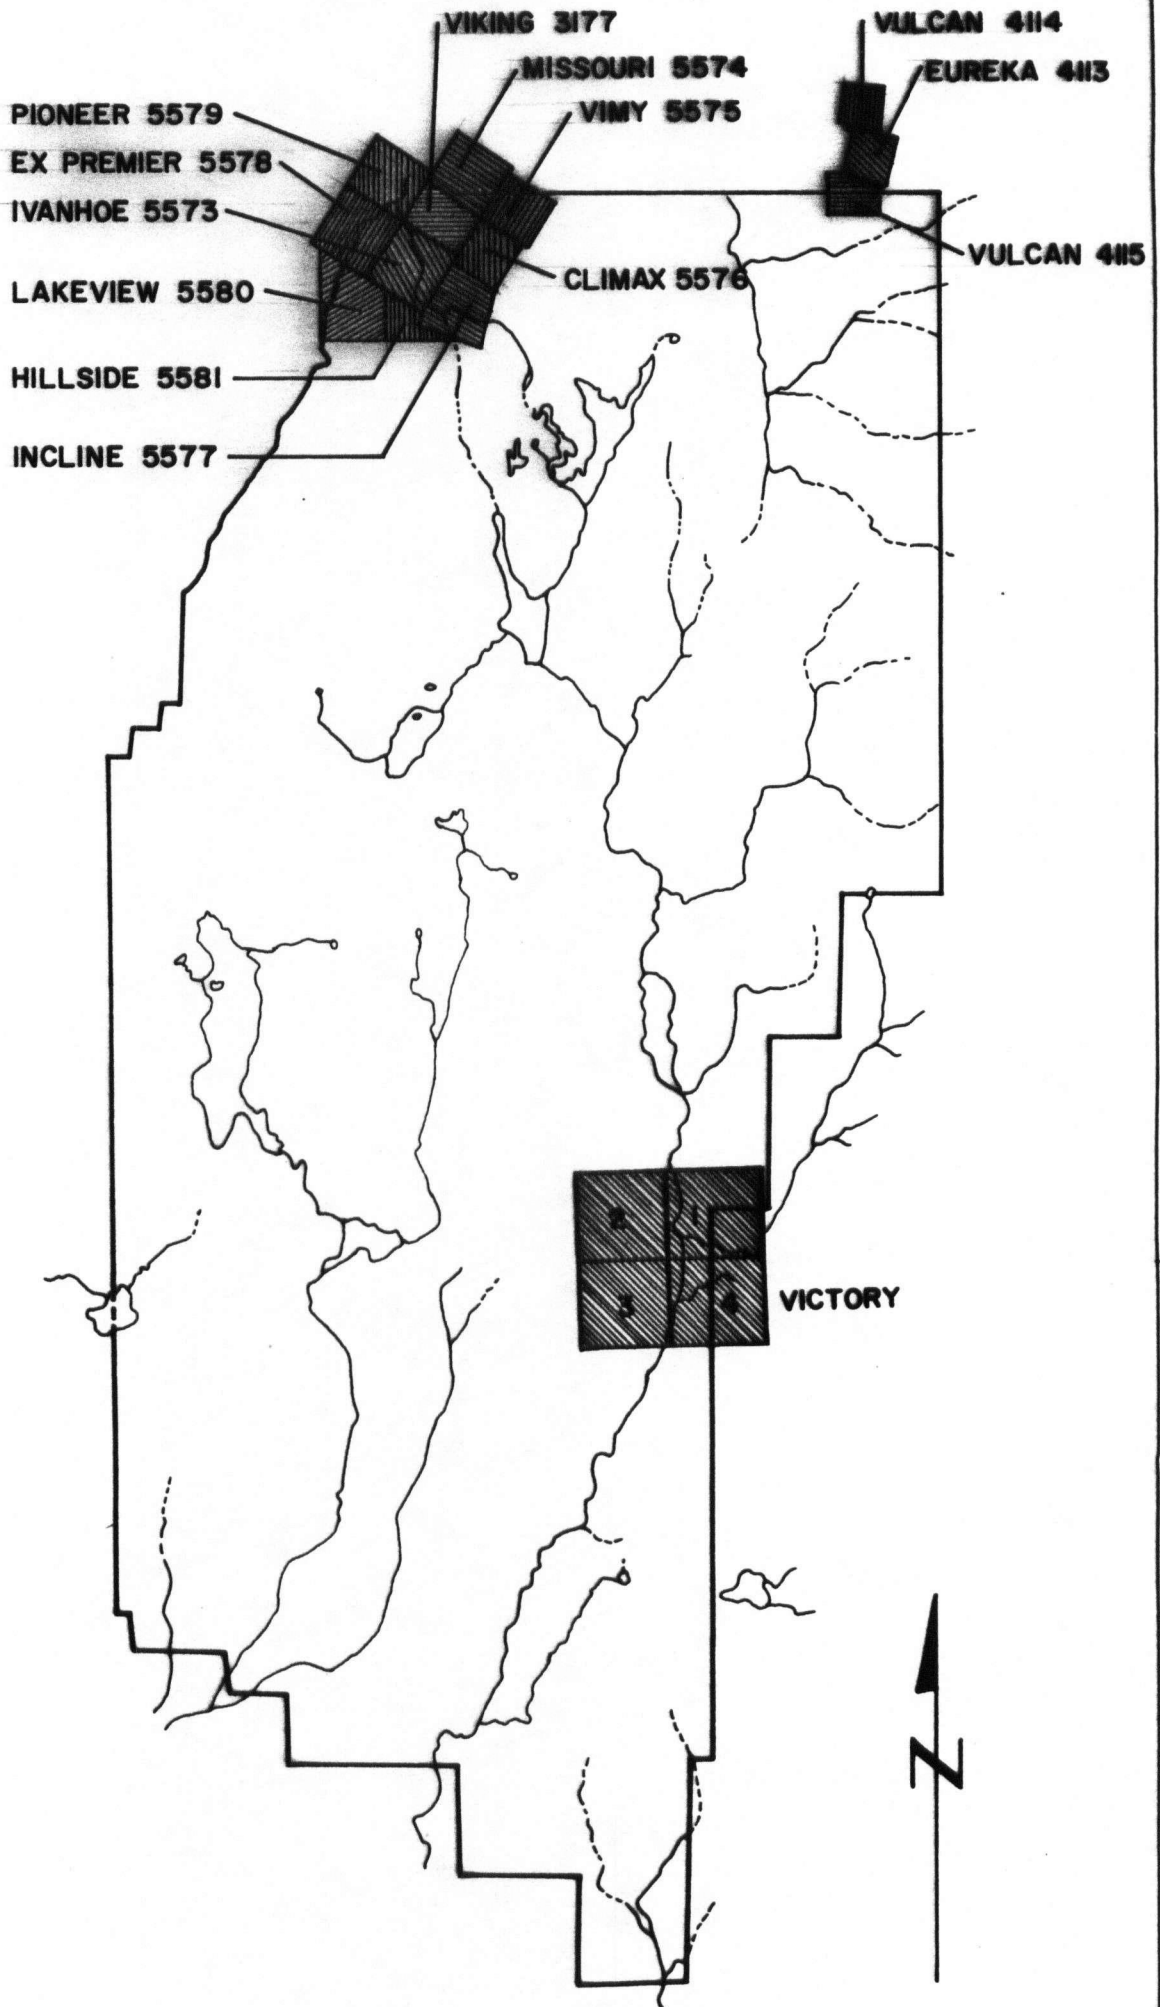 VIKING 3177
VULCAN 4114
MISSOURI 5574
EUREKA 4113
PIONEER 5579
VIMY 5575
EX PREMIER 5578
IVANHOE 5573
VULCAN 4115
CLIMAX 5576
LAKEVIEW 5580
HILLSIDE 5581
INCLINE 5577
2 1
3 4
VICTORY
N